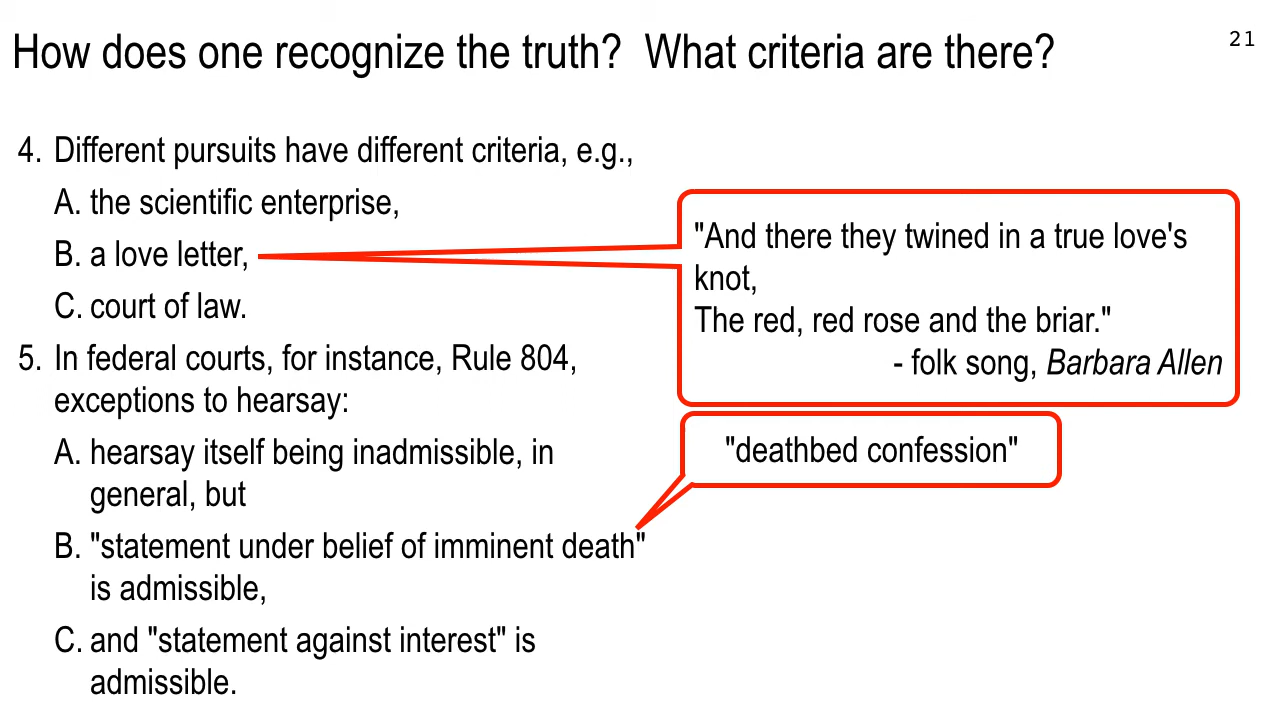 How does one recognize the truth?  What criteria are there?
21
4. Different pursuits have different criteria, e.g.,
A. the scientific enterprise,
B. a love letter,
C. court of law.
5. In federal courts, for instance, Rule 804,
exceptions to hearsay:
A. hearsay itself being inadmissible, in
general, but
B. "statement under belief of imminent death"
is admissible,
C. and "statement against interest" is
admissible.
"And there they twined in a true love's
knot,
The red, red rose and the briar."
- folk song, Barbara Allen
"deathbed confession"